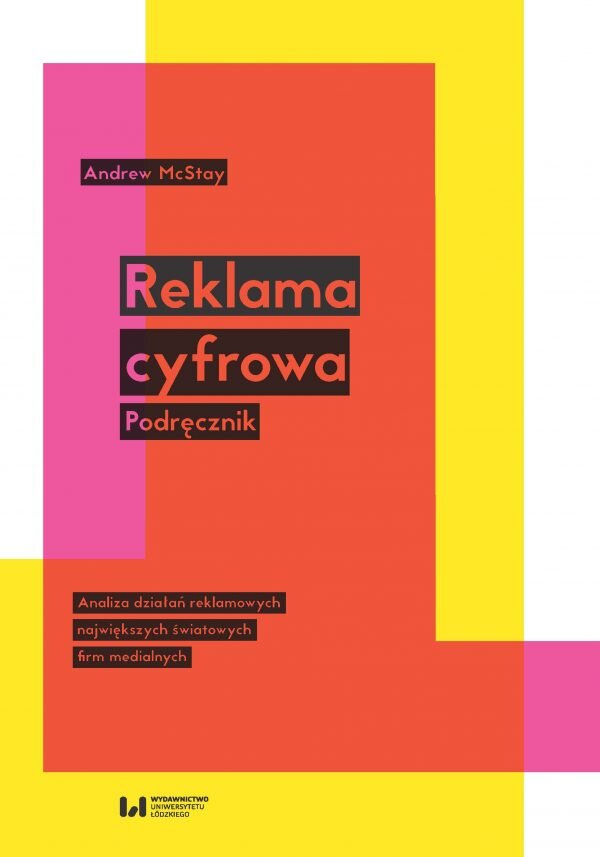 Andrew McStay
Reklama
cyfrowa
Podręcznik
Analiza działań reklamowych
największych światowych
firm medialnych
WYDAWNICTWO
UNIWERSYTETU
ŁÓDZKIEGO